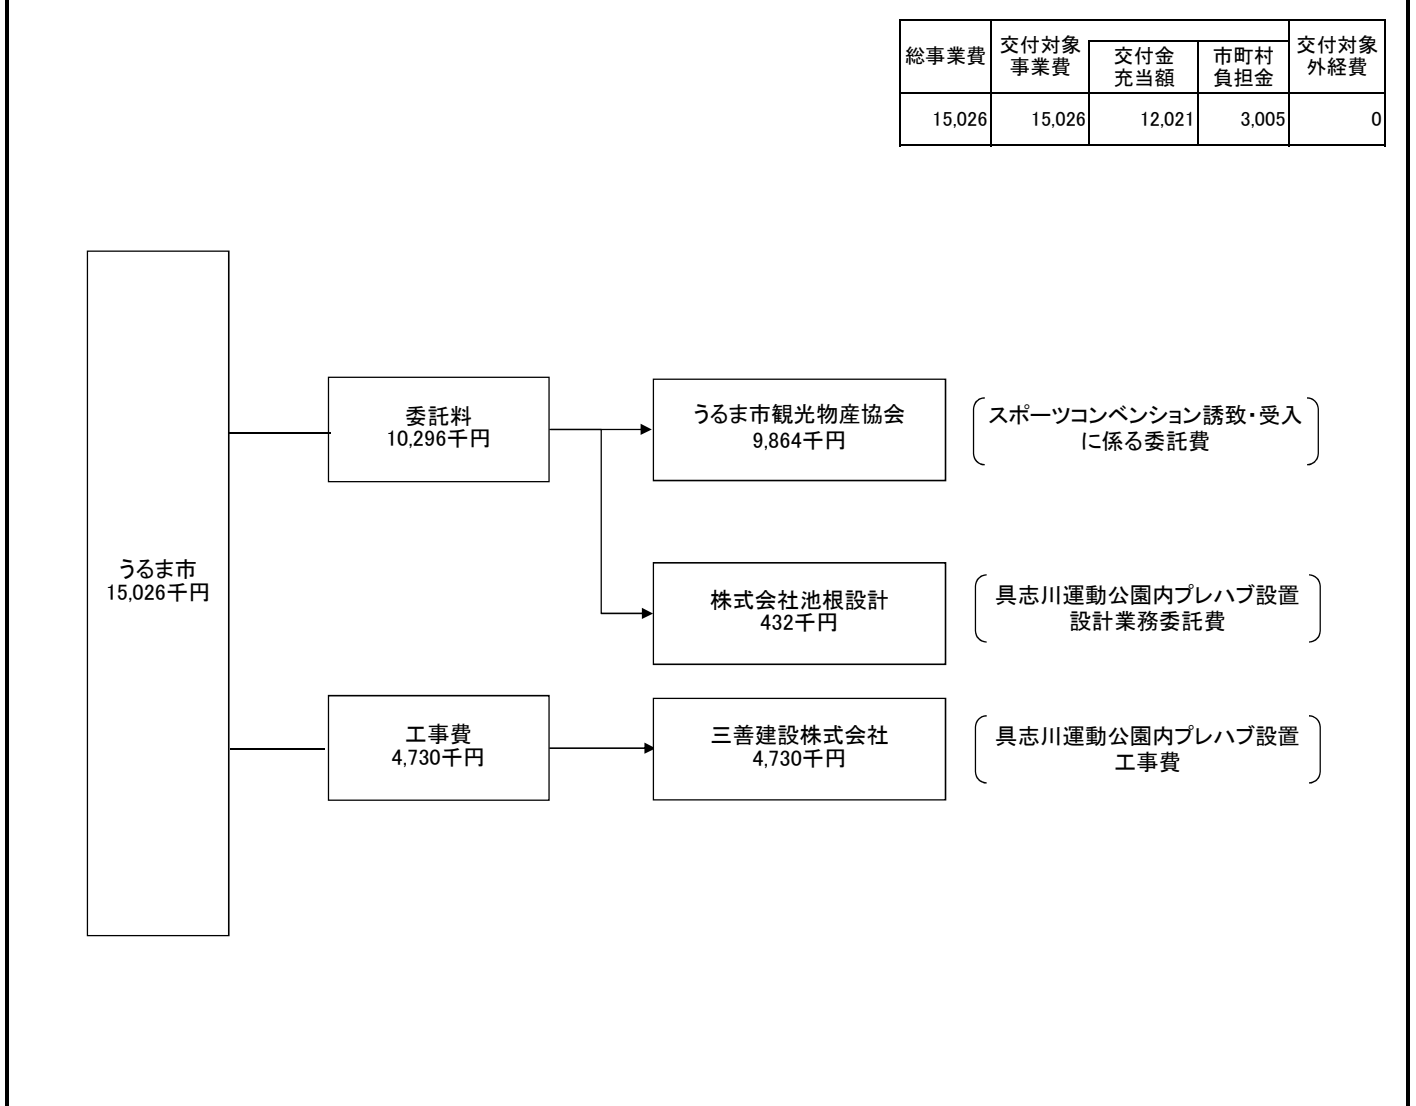 総事業費
交付対象
事業費
交付金
充当額
市町村
負担金
交付対象
外経費
15,026
15,026
12,021
3,005
0
うるま市
15,026千円
委託料
10,296千円
うるま市観光物産協会
9,864千円
スポーツコンベンション誘致・受入
に係る委託費
株式会社池根設計
432千円
具志川運動公園内プレハブ設置
設計業務委託費
工事費
4,730千円
三善建設株式会社
4,730千円
具志川運動公園内プレハブ設置
工事費